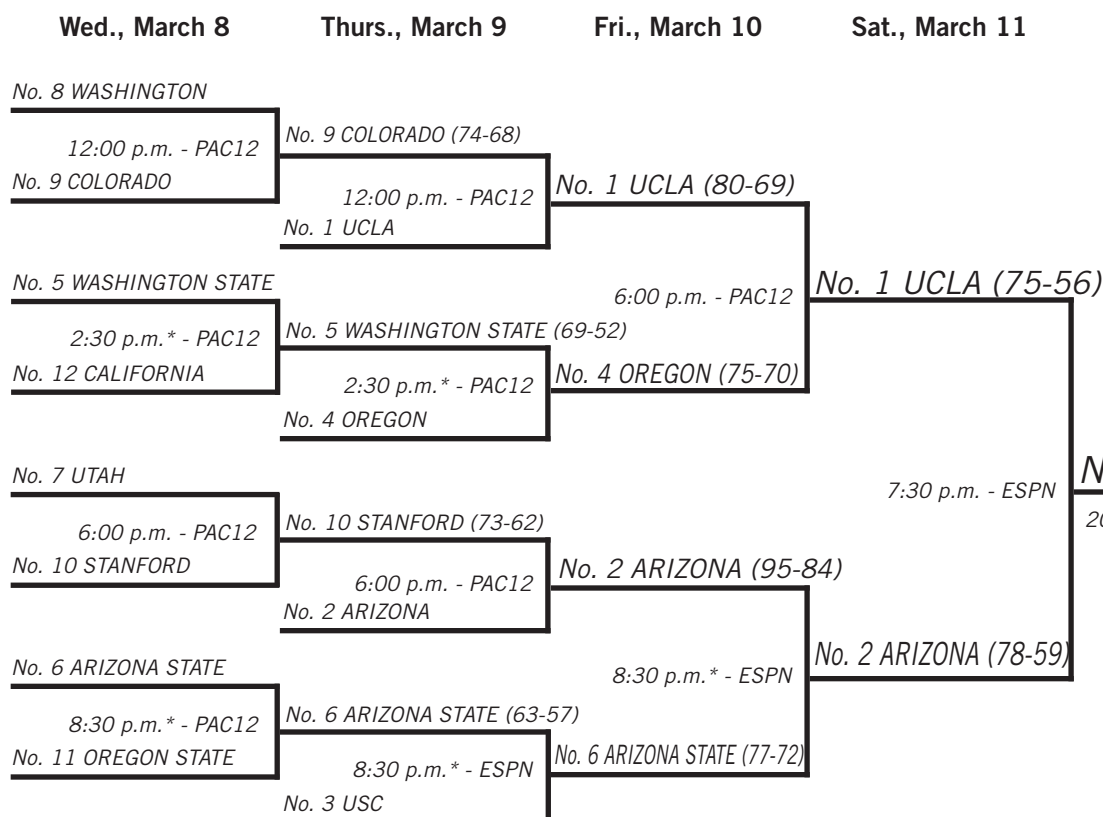 Wed., March 8
Thurs., March 9
Fri., March 10
Sat., March 11
No. 8 WASHINGTON
12:00 p.m. - PAC12
No. 9 COLORADO
No. 5 WASHINGTON STATE
2:30 p.m.* - PAC12
No. 12 CALIFORNIA
No. 7 UTAH
6:00 p.m. - PAC12
No. 10 STANFORD
No. 6 ARIZONA STATE
8:30 p.m.* - PAC12
No. 11 OREGON STATE
No. 9 COLORADO (74-68)
12:00 p.m. - PAC12
No. 1 UCLA
No. 5 WASHINGTON STATE (69-52)
2:30 p.m.* - PAC12
No. 4 OREGON
No. 10 STANFORD (73-62)
6:00 p.m. - PAC12
No. 2 ARIZONA
No. 6 ARIZONA STATE (63-57)
8:30 p.m.* - ESPN
No. 3 USC
No. 1 UCLA (80-69)
6:00 p.m. - PAC12
No. 4 OREGON (75-70)
No. 2 ARIZONA (95-84)
8:30 p.m.* - ESPN
No. 6 ARIZONA STATE (77-72)
No. 1 UCLA (75-56)
7:30 p.m. - ESPN
No. 2 ARIZONA (78-59)